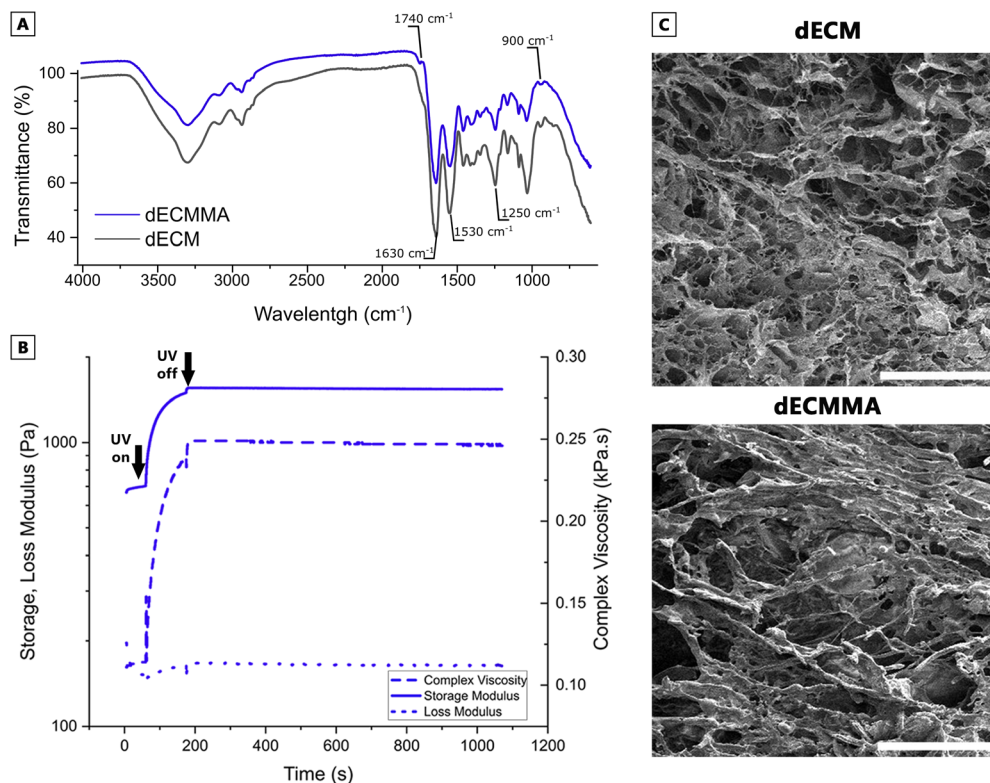 A
1740 cm⁻¹
900 cm⁻¹
100
80
60
40
Transmittance (%)
dECMMA
dECM
1630 cm⁻¹
1530 cm⁻¹
1250 cm⁻¹
4000
3500
3000
2500
2000
1500
1000
Wavelentgh (cm⁻¹)
B
UV
on
UV
off
1000
100
Storage, Loss Modulus (Pa)
0.30
0.25
0.20
0.15
0.10
Complex Viscosity (kPa.s)
Complex Viscosity
Storage Modulus
Loss Modulus
0
200
400
600
800
1000
1200
Time (s)
C
dECM
dECMMA